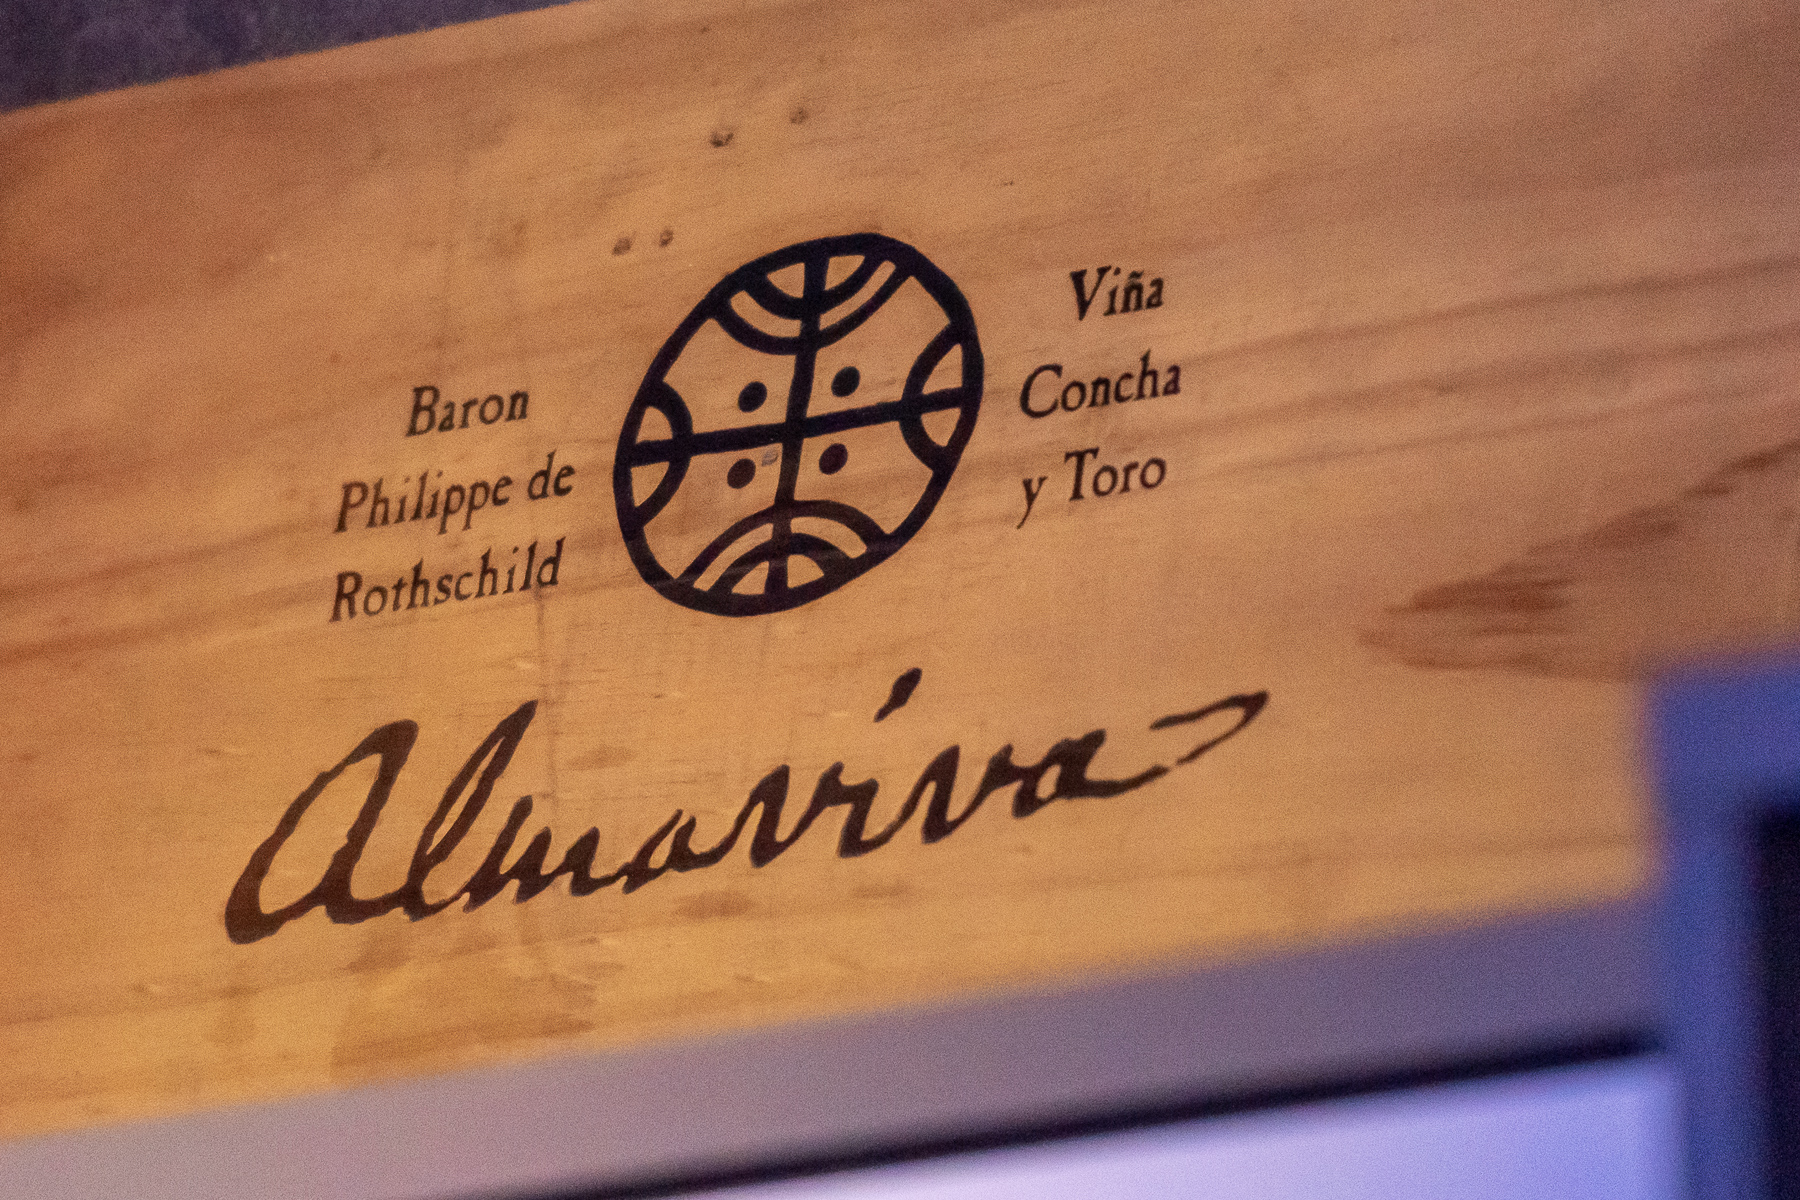 Baron
Philippe de
Rothschild
Viña
Concha
y Toro
Almaviva